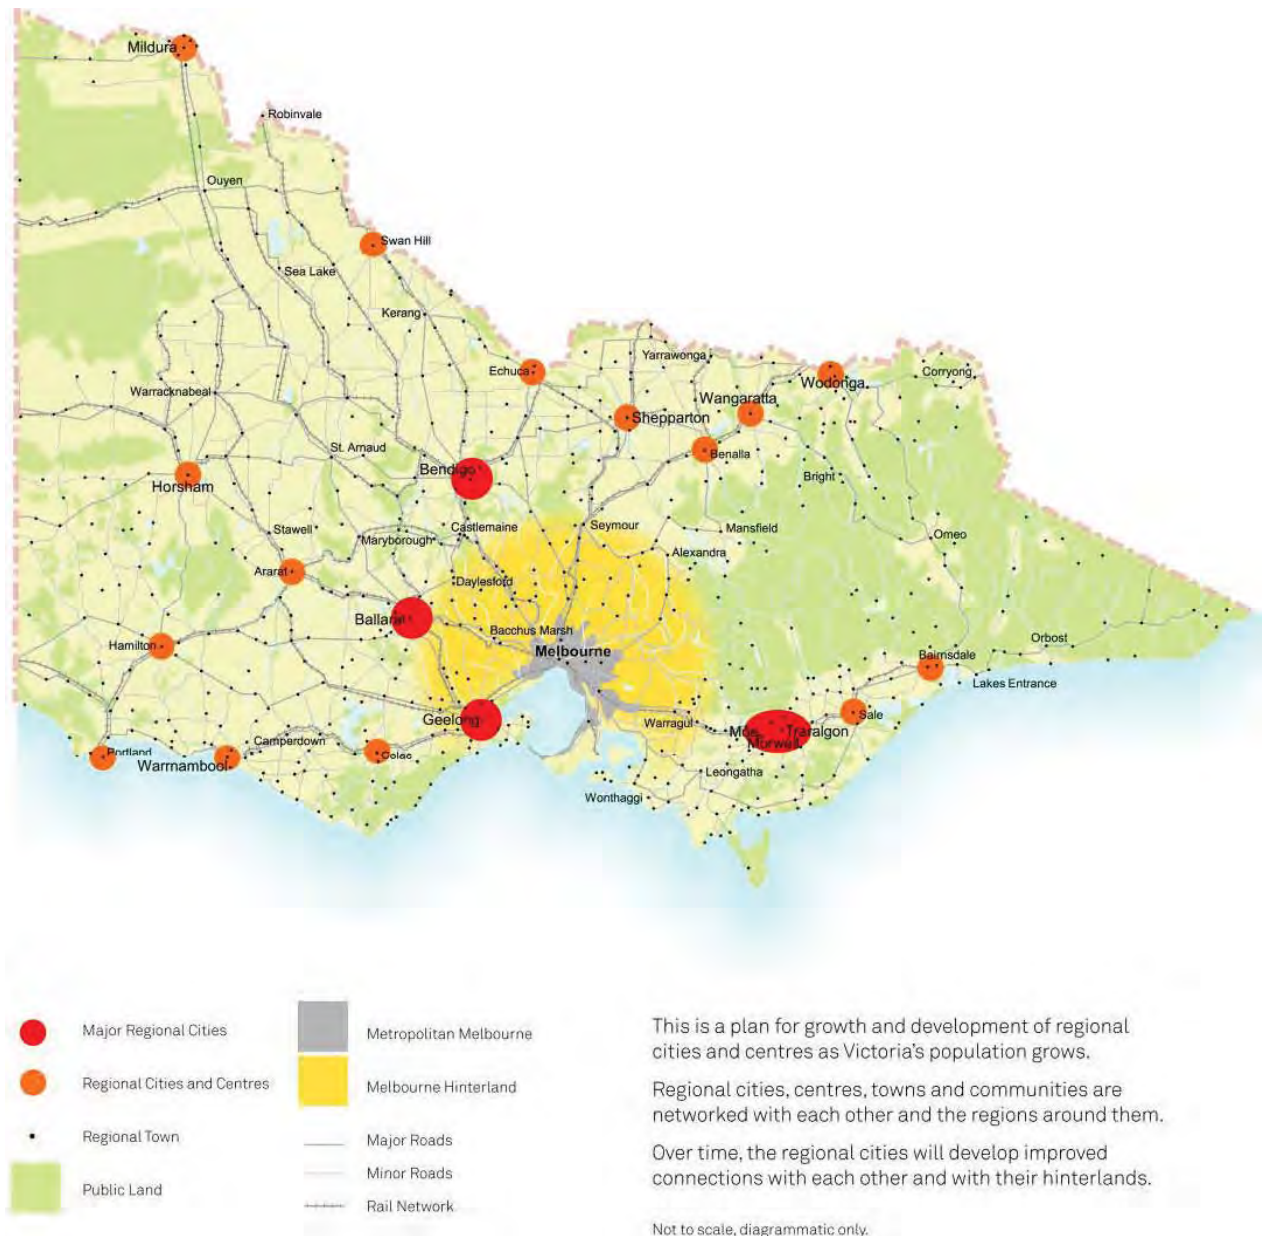 Mildura
Robinvale
Ouyen
Swan Hill
Sea Lake
Kerang
Yarrawonga
Echuca
Wodonga
Corryong
Warracknabeal
Wangaratta
Shepparton
St. Arnaud
Benalla
Bendigo
Bright
Horsham
Stawell
Castlemaine
Seymour
Mansfield
Maryborough
Omeo
Alexandra
Ararat
Daylesford
Ballarat
Bacchus Marsh
Orbost
Hamilton
Melbourne
Bairnsdale
Lakes Entrance
Geelong
Warragul
Sale
Moe
Traralgon
Morwell
Portland
Camperdown
Colac
Warrnambool
Leongatha
Wonthaggi
Major Regional Cities
Regional Cities and Centres
Regional Town
Public Land
Metropolitan Melbourne
Melbourne Hinterland
Major Roads
Minor Roads
Rail Network
This is a plan for growth and development of regional
cities and centres as Victoria's population grows.
Regional cities, centres, towns and communities are
networked with each other and the regions around them.
Over time, the regional cities will develop improved
connections with each other and with their hinterlands.
Not to scale, diagrammatic only.